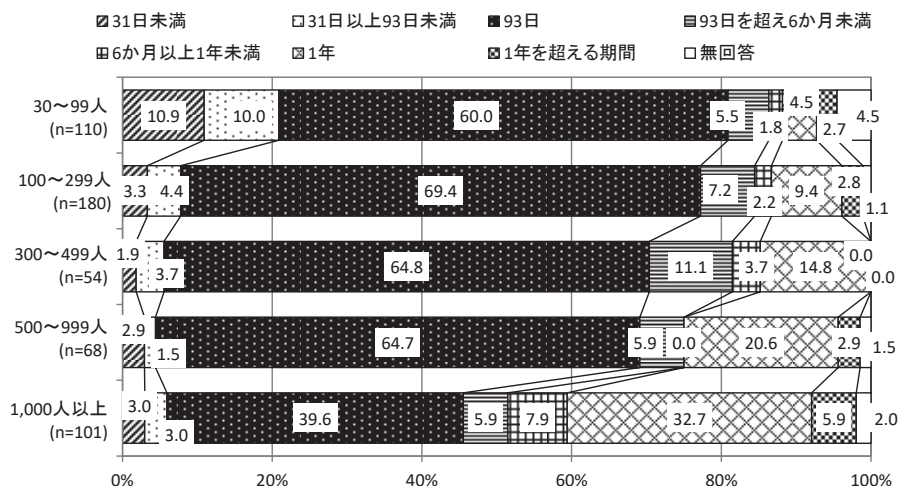 31日未満 31日以上93日未満 93日 93日を超え6か月未満
6か月以上1年未満 1年 1年を超える期間 無回答
30～99人
(n=110)
10.9 10.0 60.0 5.5 1.8 4.5 2.7 4.5
100～299人
(n=180)
3.3 4.4 69.4 7.2 2.2 9.4 2.8 1.1
300～499人
(n=54)
1.9 3.7 64.8 11.1 3.7 14.8 0.0 0.0
500～999人
(n=68)
2.9 1.5 64.7 5.9 0.0 20.6 2.9 1.5
1,000人以上
(n=101)
3.0 3.0 39.6 5.9 7.9 32.7 5.9 2.0
0% 20% 40% 60% 80% 100%